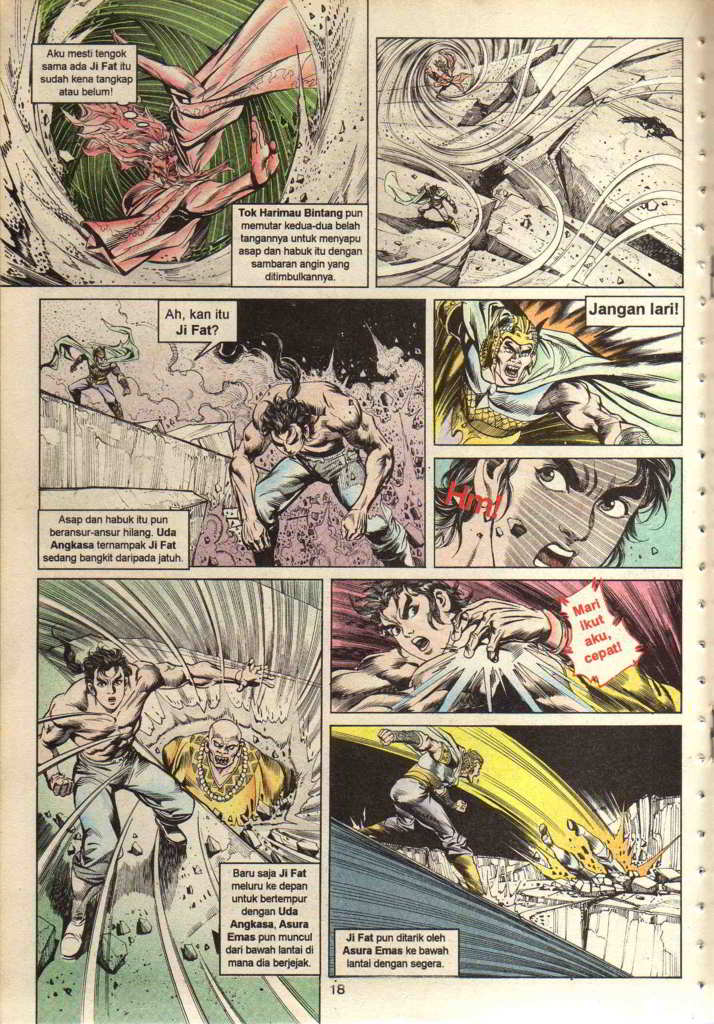 Aku mesti tengok
sama ada Ji Fat itu
sudah kena tangkap
atau belum!
Tok Harimau Bintang pun
memutar kedua-dua belah
tangannya untuk menyapu
asap dan habuk itu dengan
sambaran angin yang
ditimbulkannya.
Ah, kan itu
Ji Fat?
Asap dan habuk itu pun
beransur-ansur hilang. Uda
Angkasa ternampak Ji Fat
sedang bangkit daripada jatuh.
Jangan lari!
Hm!
Baru saja Ji Fat
meluru ke depan
untuk bertempur
dengan Uda
Angkasa, Asura
Emas pun muncul
dari bawah lantai di
mana dia berjejak.
Mari
ikut
aku,
cepat!
Ji Fat pun ditarik oleh
Asura Emas ke bawah
lantai dengan segera.
18